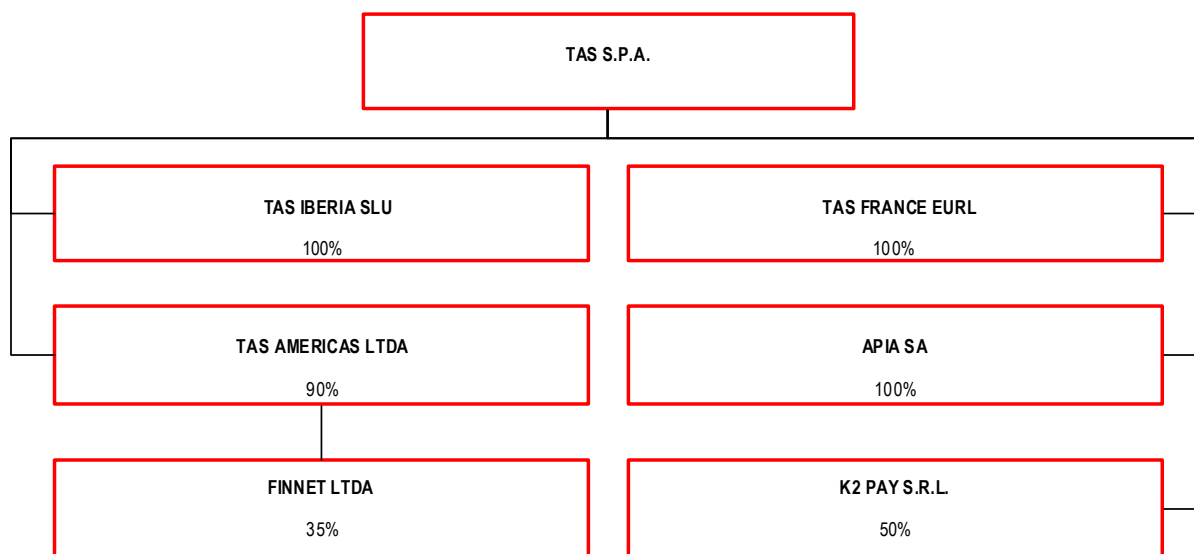 TAS S.P.A.
TAS IBERIA SLU
100%
TAS FRANCE EURL
100%
TAS AMERICAS LTDA
90%
APIA SA
100%
FINNET LTDA
35%
K2 PAY S.R.L.
50%